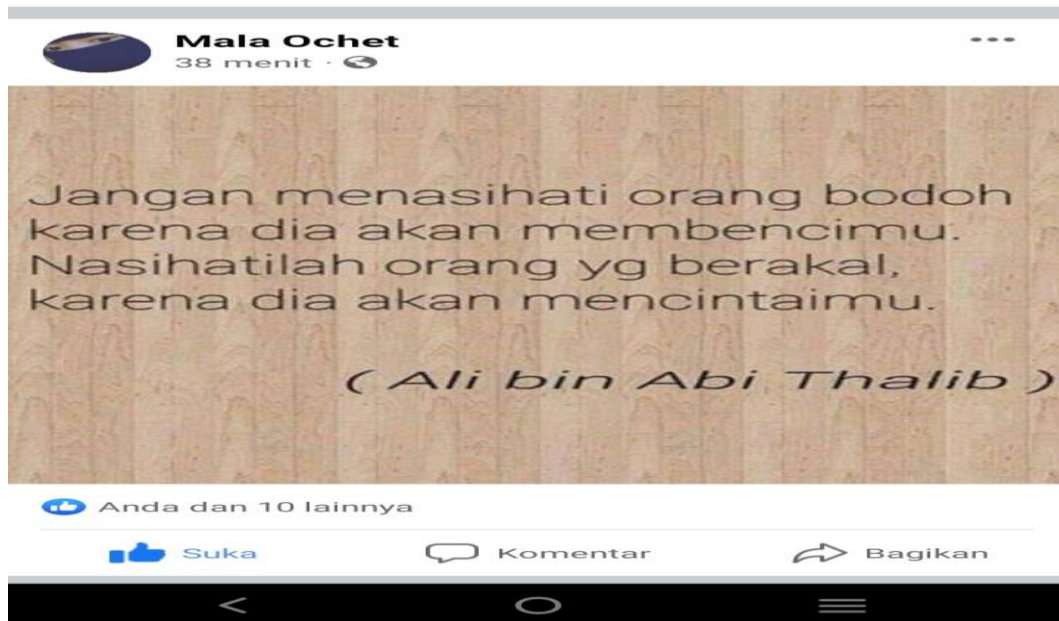 Mala Ochet
38 menit ·
Jangan menasihati orang bodoh
karena dia akan membencimu.
Nasihatilah orang yg berakal,
karena dia akan mencintaimu.
( Ali bin Abi Thalib )
Anda dan 10 lainnya
Suka Komentar Bagikan